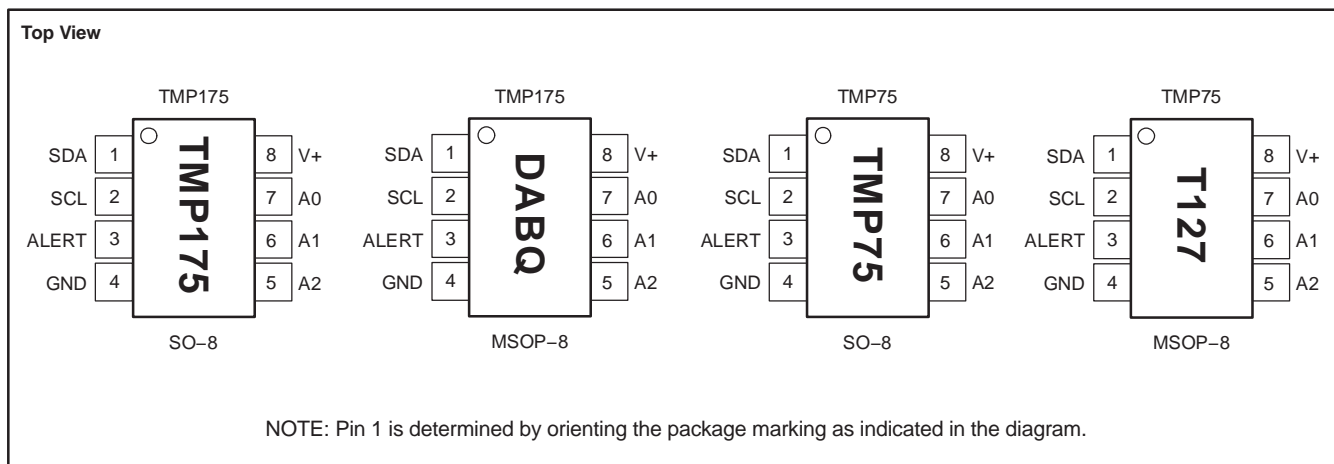 Top View
TMP175
SDA 1 TMP175 8 V+
SCL 2 7 A0
ALERT 3 6 A1
GND 4 5 A2
SO−8
TMP175
SDA 1 DABQ 8 V+
SCL 2 7 A0
ALERT 3 6 A1
GND 4 5 A2
MSOP−8
TMP75
SDA 1 TMP75 8 V+
SCL 2 7 A0
ALERT 3 6 A1
GND 4 5 A2
SO−8
TMP75
SDA 1 T127 8 V+
SCL 2 7 A0
ALERT 3 6 A1
GND 4 5 A2
MSOP−8
NOTE: Pin 1 is determined by orienting the package marking as indicated in the diagram.